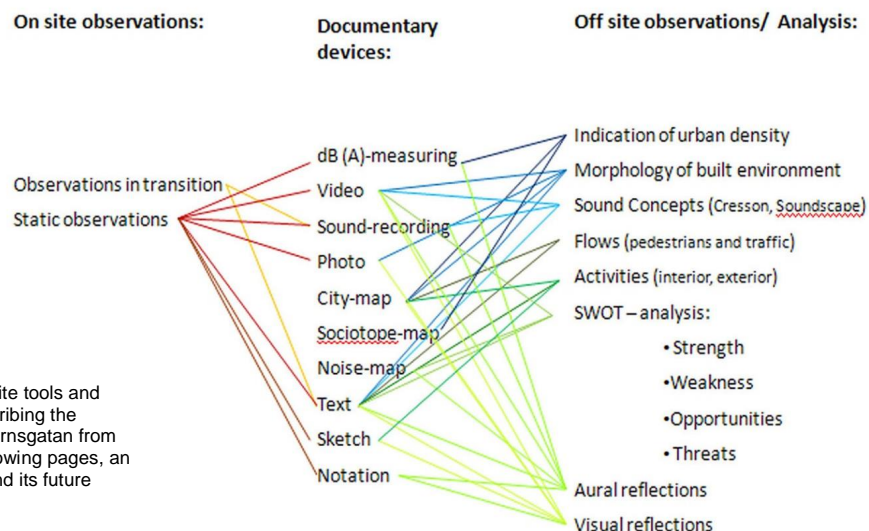 On site observations:
Documentary
devices:
Off site observations/ Analysis:
Observations in transition
Static observations
dB (A)-measuring
Video
Sound-recording
Photo
City-map
Sociotope-map
Noise-map
Text
Sketch
Notation
Indication of urban density
Morphology of built environment
Sound Concepts (Cresson, Soundscape)
Flows (pedestrians and traffic)
Activities (interior, exterior)
SWOT – analysis:
•Strength
•Weakness
•Opportunities
•Threats
Aural reflections
Visual reflections
ite tools and
ribing the
rnsgatan from
owing pages, an
nd its future